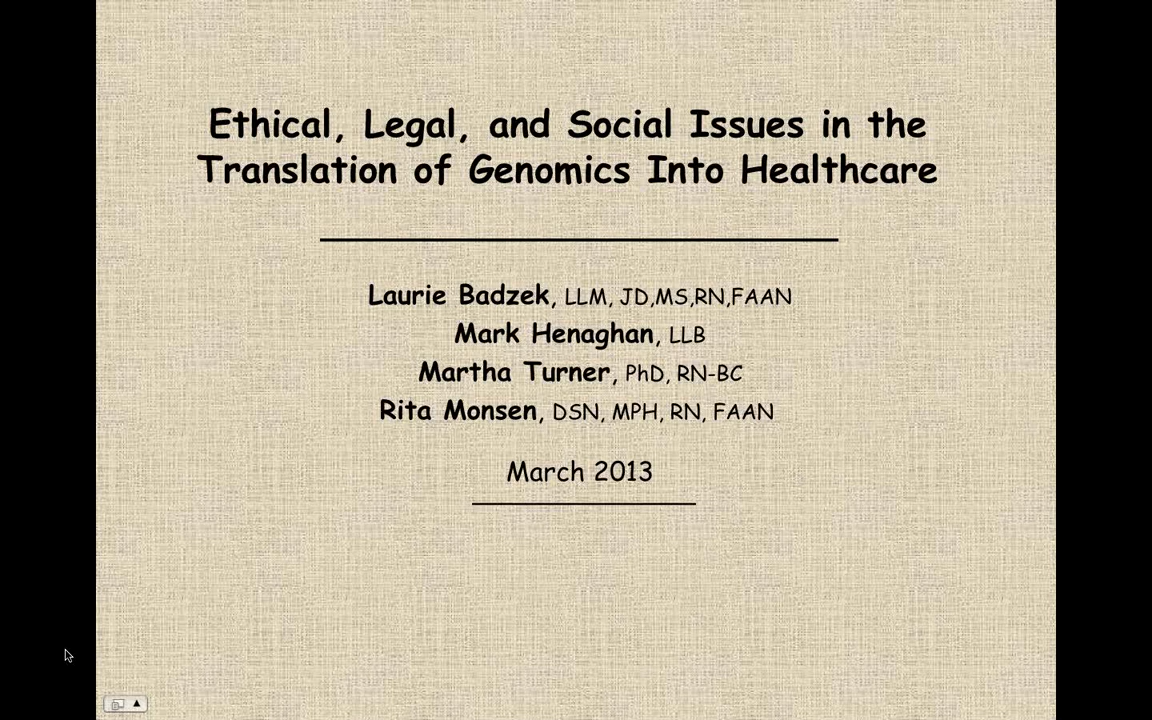 Ethical, Legal, and Social Issues in the
Translation of Genomics Into Healthcare
Laurie Badzek, LLM, JD,MS,RN,FAAN
Mark Henaghan, LLB
Martha Turner, PhD, RN-BC
Rita Monsen, DSN, MPH, RN, FAAN
March 2013